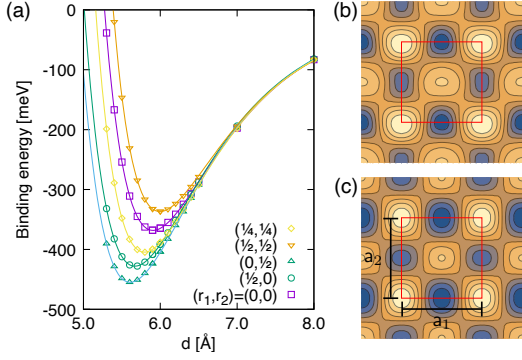 (a)
Binding energy [meV]
0
-100
-200
-300
-400
-500
5.0
6.0
7.0
8.0
d [Å]
(¼,¼)
(½,½)
(0,½)
(½,0)
(r₁,r₂)=(0,0)
(b)
(c)
a₂
a₁